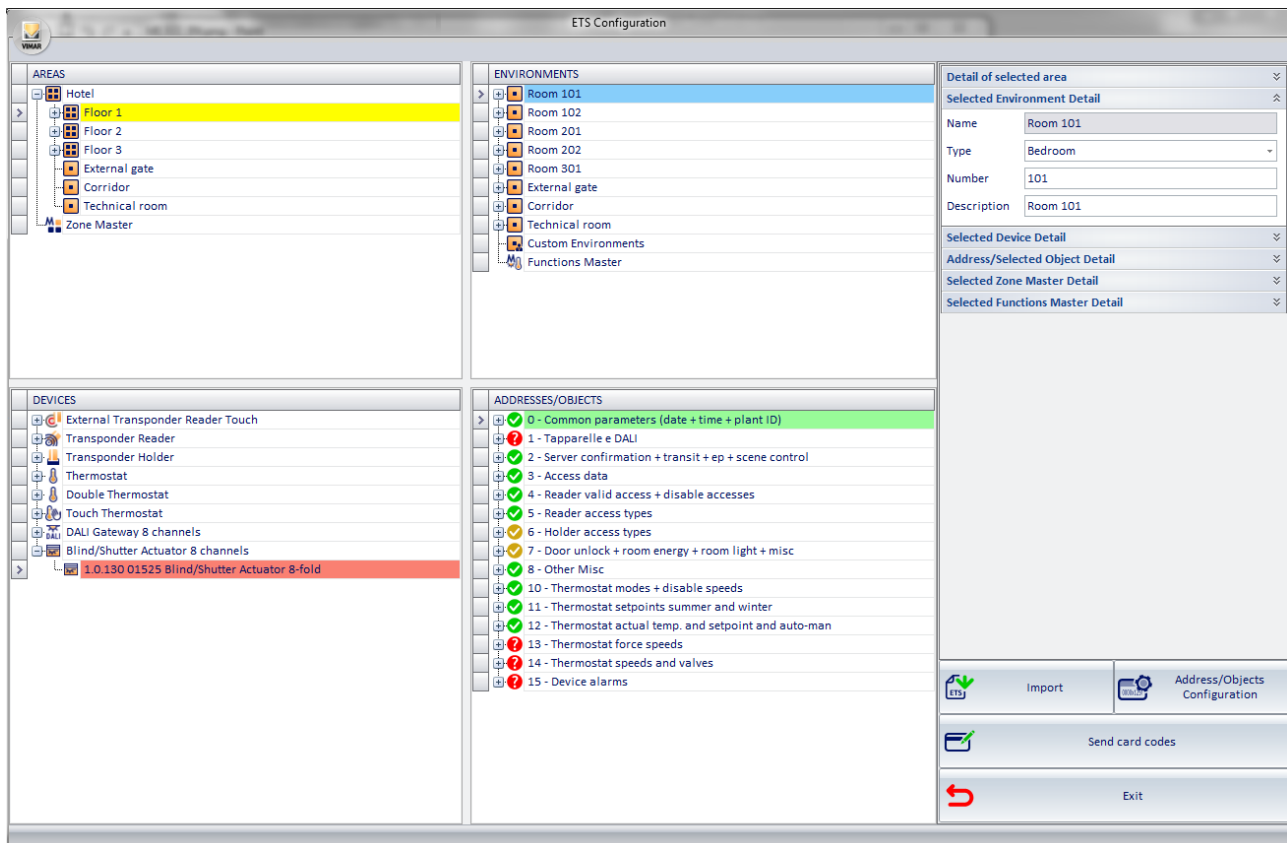 ETS Configuration
VIMAR
AREAS
Hotel
Floor 1
Floor 2
Floor 3
External gate
Corridor
Technical room
M Zone Master
ENVIRONMENTS
Room 101
Room 102
Room 201
Room 202
Room 301
External gate
Corridor
Technical room
Custom Environments
M Functions Master
Detail of selected area
Selected Environment Detail
Name Room 101
Type Bedroom
Number 101
Description Room 101
Selected Device Detail
Address/Selected Object Detail
Selected Zone Master Detail
Selected Functions Master Detail
DEVICES
External Transponder Reader Touch
Transponder Reader
Transponder Holder
Thermostat
Double Thermostat
Touch Thermostat
DALI DALI Gateway 8 channels
Blind/Shutter Actuator 8 channels
1.0.130 01525 Blind/Shutter Actuator 8-fold
ADDRESSES/OBJECTS
0 - Common parameters (date + time + plant ID)
1 - Tapparelle e DALI
2 - Server confirmation + transit + ep + scene control
3 - Access data
4 - Reader valid access + disable accesses
5 - Reader access types
6 - Holder access types
7 - Door unlock + room energy + room light + misc
8 - Other Misc
10 - Thermostat modes + disable speeds
11 - Thermostat setpoints summer and winter
12 - Thermostat actual temp. and setpoint and auto-man
13 - Thermostat force speeds
14 - Thermostat speeds and valves
15 - Device alarms
ETS Import
Address/Objects
Configuration
Send card codes
Exit